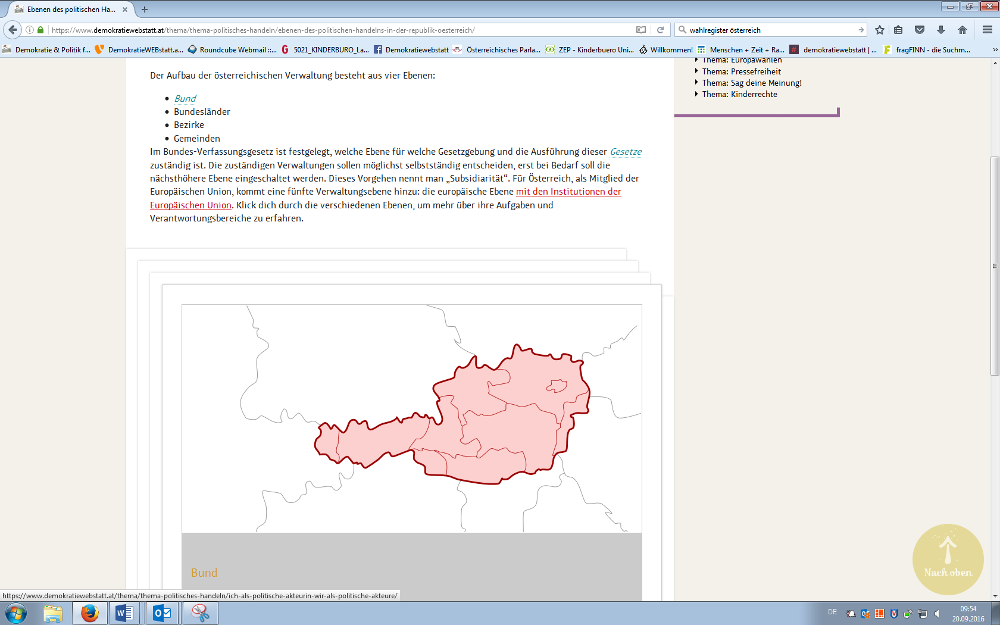 Ebenen des politischen Ha...
https://www.demokratiewebstatt.at/thema/thema-politisches-handeln/ebenen-des-politischen-handelns-in-der-republik-oesterreich/
wahlregister österreich
Demokratie & Politik f...
DemokratieWEBstatt.a...
Roundcube Webmail ::...
5021_KINDERBÜRO_La...
Demokratiewebstatt
Österreichisches Parla...
ZEP - Kinderbuero Uni...
Willkommen!
Menschen + Zeit + Ra...
demokratiewebstatt | ...
fragFINN - die Suchm...
Thema: Europawahlen
Thema: Pressefreiheit
Thema: Sag deine Meinung!
Thema: Kinderrechte
Der Aufbau der österreichischen Verwaltung besteht aus vier Ebenen:
Bund
Bundesländer
Bezirke
Gemeinden
Im Bundes-Verfassungsgesetz ist festgelegt, welche Ebene für welche Gesetzgebung und die Ausführung dieser Gesetze
zuständig ist. Die zuständigen Verwaltungen sollen möglichst selbstständig entscheiden, erst bei Bedarf soll die
nächsthöhere Ebene eingeschaltet werden. Dieses Vorgehen nennt man „Subsidiarität“. Für Österreich, als Mitglied der
Europäischen Union, kommt eine fünfte Verwaltungsebene hinzu: die europäische Ebene mit den Institutionen der
Europäischen Union. Klick dich durch die verschiedenen Ebenen, um mehr über ihre Aufgaben und
Verantwortungsbereiche zu erfahren.
Bund
Nach oben
https://www.demokratiewebstatt.at/thema/thema-politisches-handeln/ich-als-politische-akteurin-wir-als-politische-akteure/
DE
09:54
20.09.2016